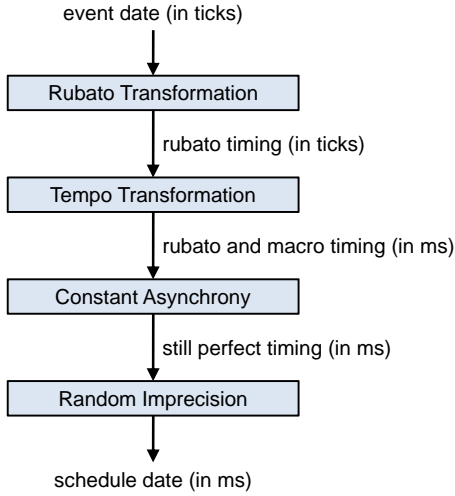 event date (in ticks)
Rubato Transformation
rubato timing (in ticks)
Tempo Transformation
rubato and macro timing (in ms)
Constant Asynchrony
still perfect timing (in ms)
Random Imprecision
schedule date (in ms)